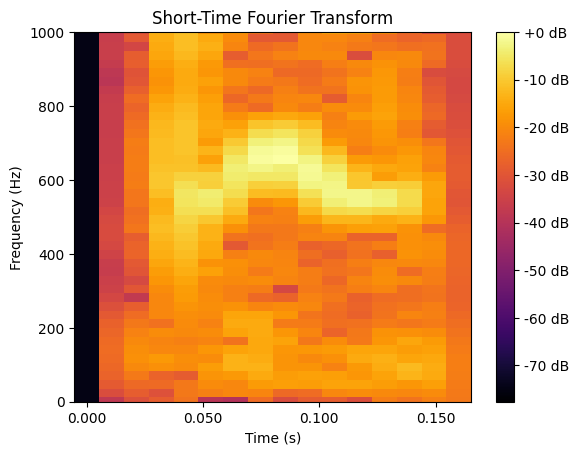 Short-Time Fourier Transform
Frequency (Hz)
1000
800
600
400
200
0
0.000
0.050
0.100
0.150
Time (s)
+0 dB
-10 dB
-20 dB
-30 dB
-40 dB
-50 dB
-60 dB
-70 dB